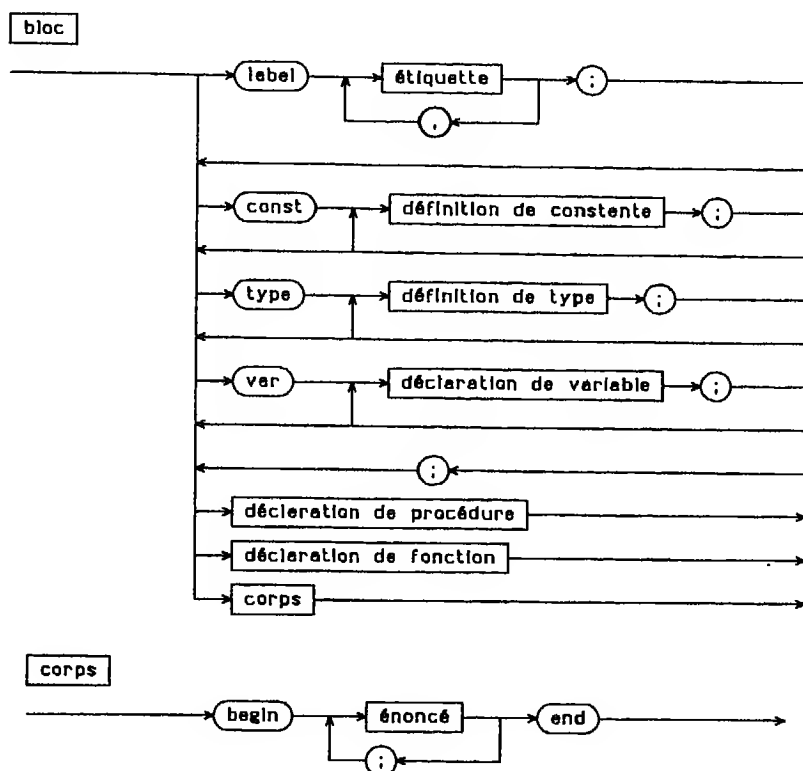 bloc
label étiquette ;
,
const définition de constente ;
type définition de type ;
var déclaration de variable ;
;
décleration de procédure
déclaration de fonction
corps
corps
begin énoncé end
;